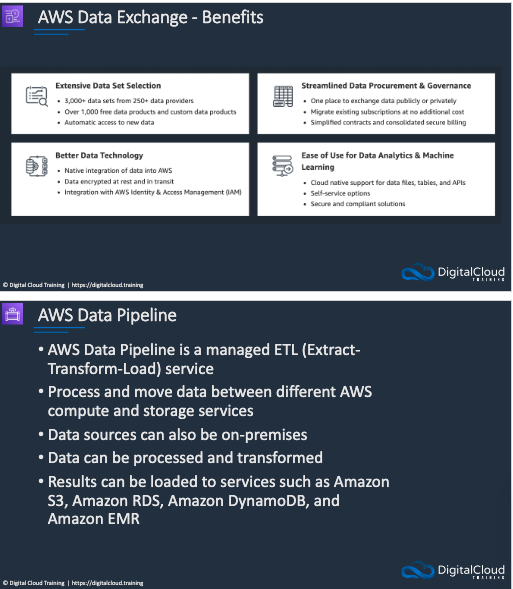 AWS Data Exchange - Benefits
Extensive Data Set Selection
• 3,000+ data sets from 250+ data providers
• Over 1,000 free data products and custom data products
• Automatic access to new data
Streamlined Data Procurement & Governance
• One place to exchange data publicly or privately
• Migrate existing subscriptions at no additional cost
• Simplified contracts and consolidated secure billing
Better Data Technology
• Native integration of data into AWS
• Data encrypted at rest and in transit
• Integration with AWS Identity & Access Management (IAM)
Ease of Use for Data Analytics & Machine
Learning
• Cloud native support for data files, tables, and APIs
• Self-service options
• Secure and compliant solutions
DigitalCloud
TRAINING
© Digital Cloud Training | https://digitalcloud.training
AWS Data Pipeline
• AWS Data Pipeline is a managed ETL (Extract-
Transform-Load) service
• Process and move data between different AWS
compute and storage services
• Data sources can also be on-premises
• Data can be processed and transformed
• Results can be loaded to services such as Amazon
S3, Amazon RDS, Amazon DynamoDB, and
Amazon EMR
DigitalCloud
TRAINING
© Digital Cloud Training | https://digitalcloud.training